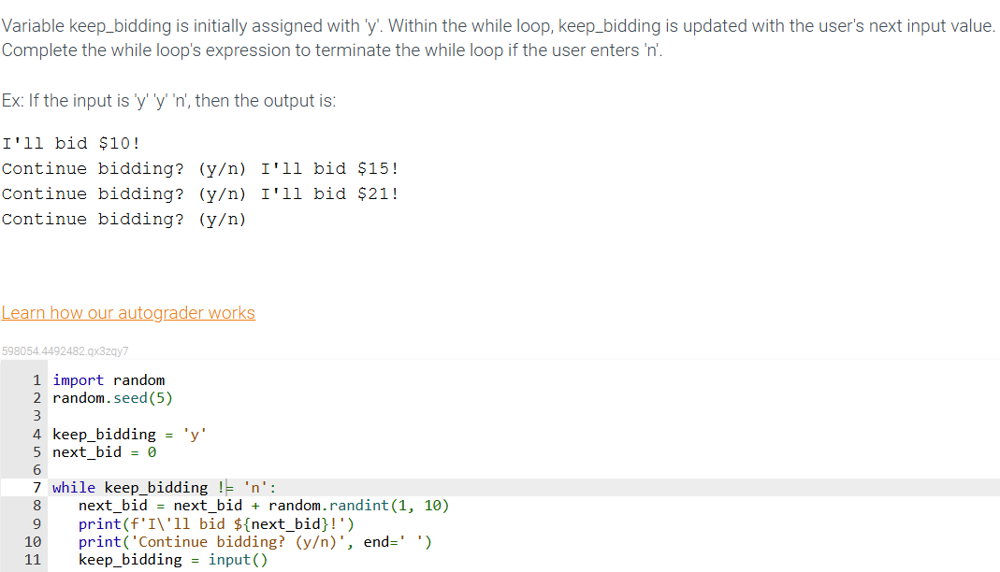 Variable keep_bidding is initially assigned with 'y'. Within the while loop, keep_bidding is updated with the user's next input value.
Complete the while loop's expression to terminate the while loop if the user enters 'n'.
Ex: If the input is 'y' 'y' 'n', then the output is:
I'll bid $10!
Continue bidding? (y/n) I'll bid $15!
Continue bidding? (y/n) I'll bid $21!
Continue bidding? (y/n)
Learn how our autograder works
598054.4492482.qx3zqy7
1 import random
2 random.seed(5)
3
4 keep_bidding = 'y'
5 next_bid = 0
6
7 while keep_bidding != 'n':
8    next_bid = next_bid + random.randint(1, 10)
9    print(f'I\'ll bid ${next_bid}!')
10    print('Continue bidding? (y/n)', end=' ')
11    keep_bidding = input()